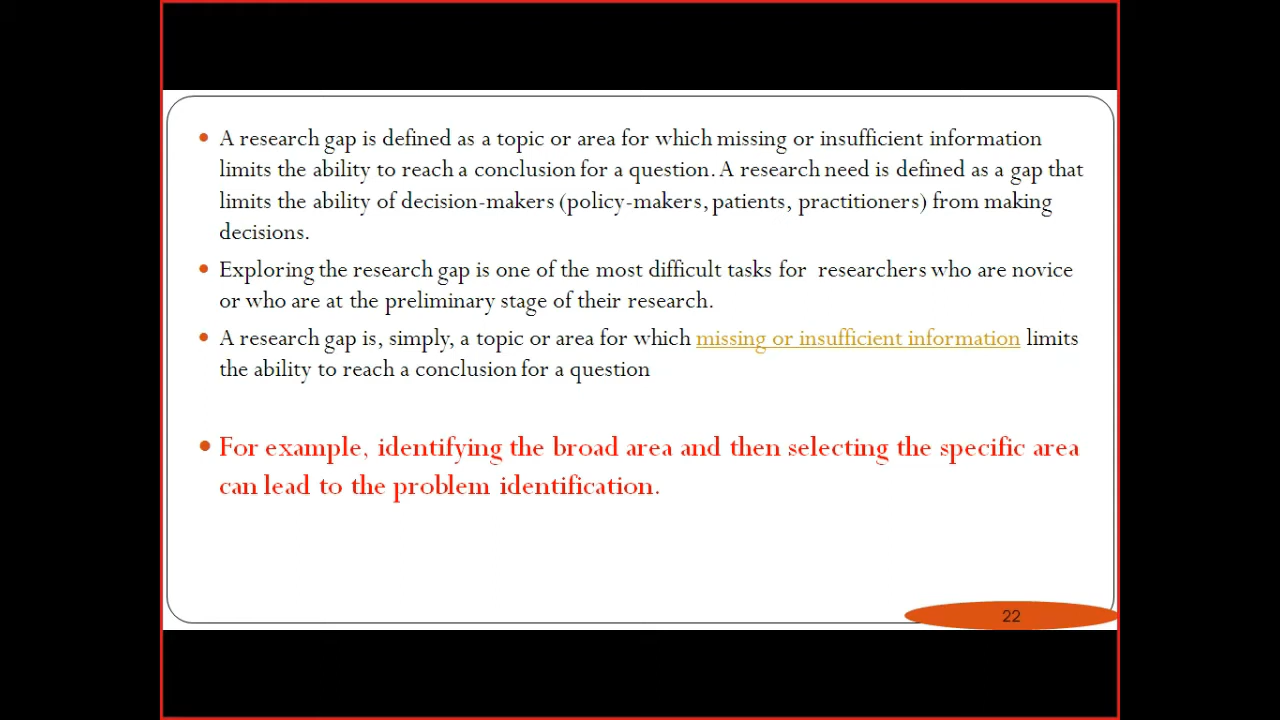 A research gap is defined as a topic or area for which missing or insufficient information
limits the ability to reach a conclusion for a question. A research need is defined as a gap that
limits the ability of decision-makers (policy-makers, patients, practitioners) from making
decisions.
Exploring the research gap is one of the most difficult tasks for  researchers who are novice
or who are at the preliminary stage of their research.
A research gap is, simply, a topic or area for which missing or insufficient information limits
the ability to reach a conclusion for a question
For example, identifying the broad area and then selecting the specific area
can lead to the problem identification.
22